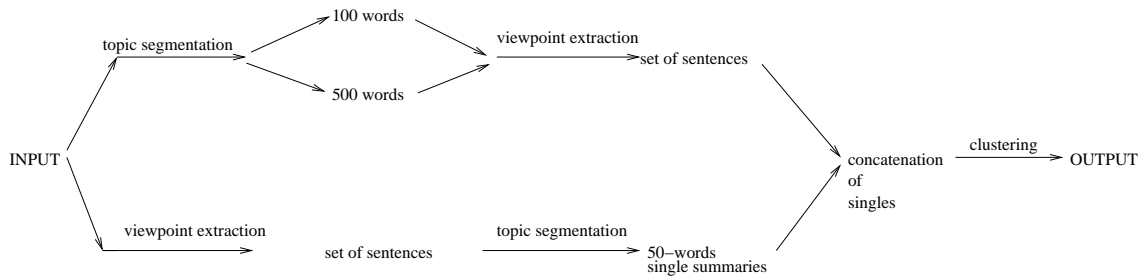 100 words
topic segmentation
viewpoint extraction
set of sentences
500 words
INPUT
concatenation
of
singles
clustering
OUTPUT
viewpoint extraction
set of sentences
topic segmentation
50−words
single summaries